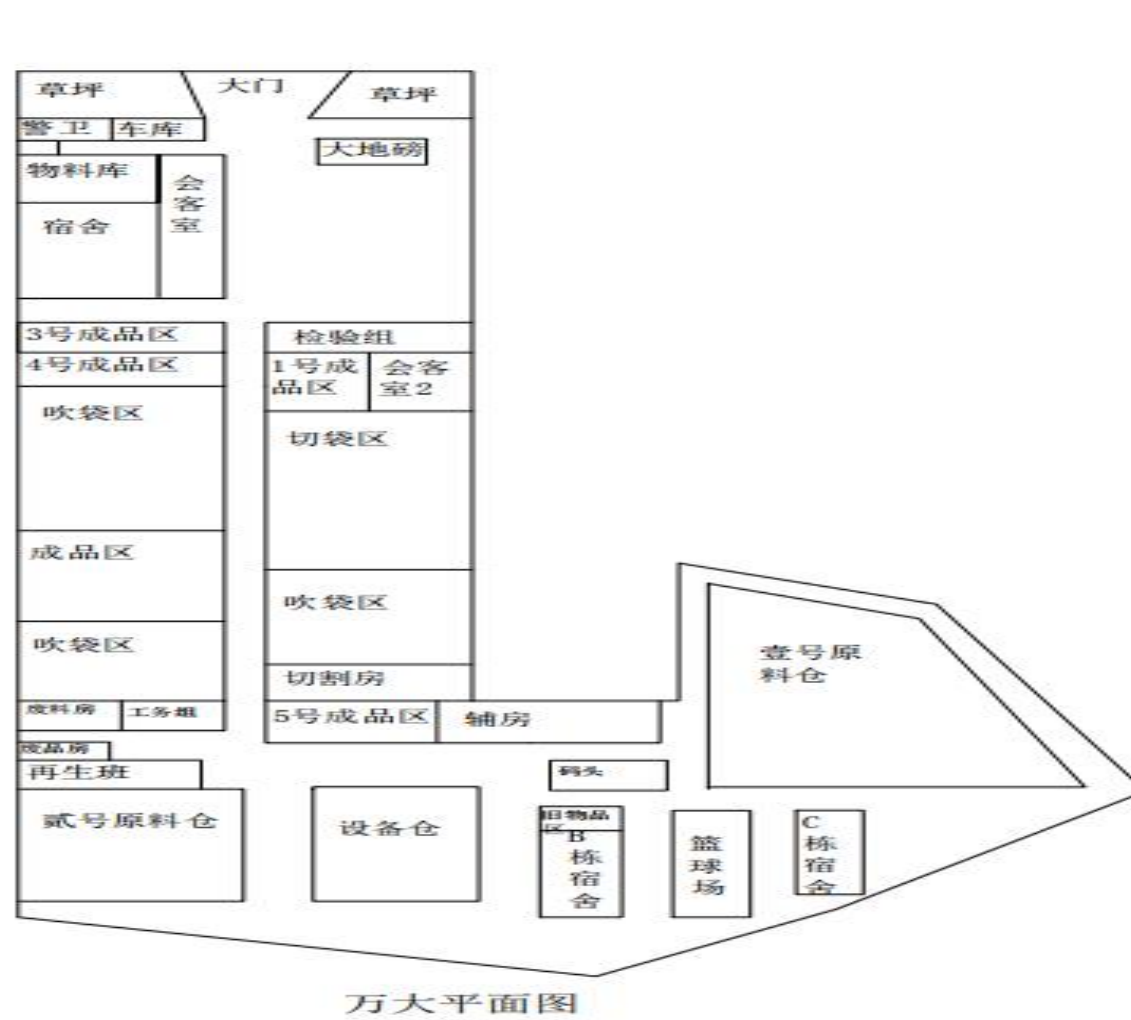 草坪
大门
草坪
警卫
车库
大地磅
物料库
会客室
宿舍
3号成品区
检验组
4号成品区
1号成
品区
会客
室2
吹袋区
切袋区
成品区
吹袋区
吹袋区
切割房
壹号原
料仓
废料房
工务组
5号成品区
辅房
废品房
再生班
码头
贰号原料仓
设备仓
旧物品
区
B
栋
宿
舍
篮
球
场
C
栋
宿
舍
万大平面图